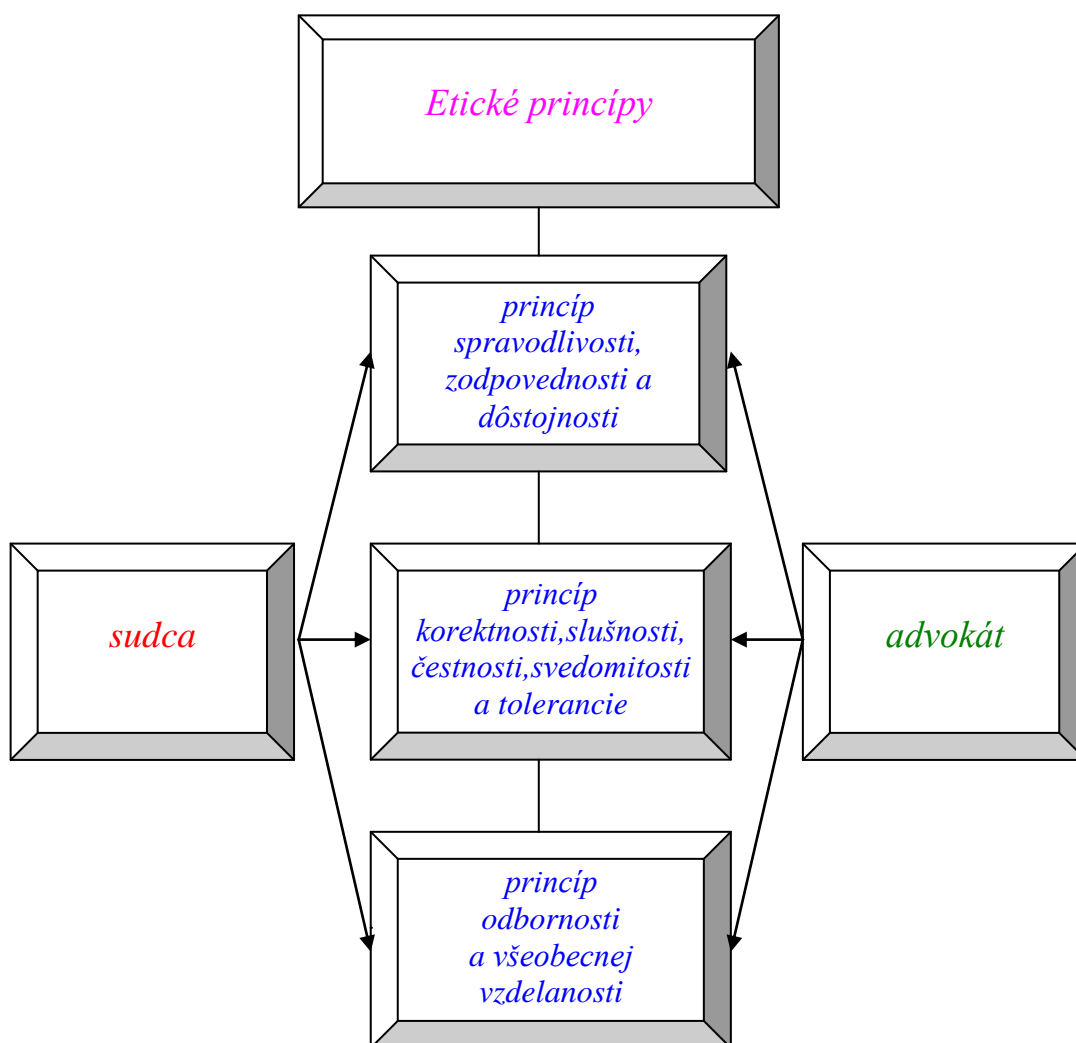 Etické princípy
princíp
spravodlivosti,
zodpovednosti a
dôstojnosti
sudca
princíp
korektnosti,slušnosti,
čestnosti,svedomitosti
a tolerancie
advokát
princíp
odbornosti
a všeobecnej
vzdelanosti